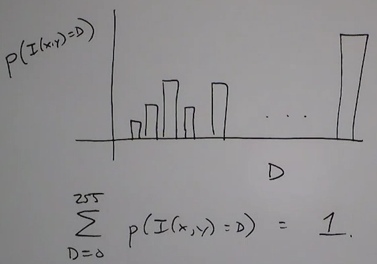 p(I(x,y)=D)
. . . .
D
255
∑ p(I(x,y)=D) = 1.
D=0